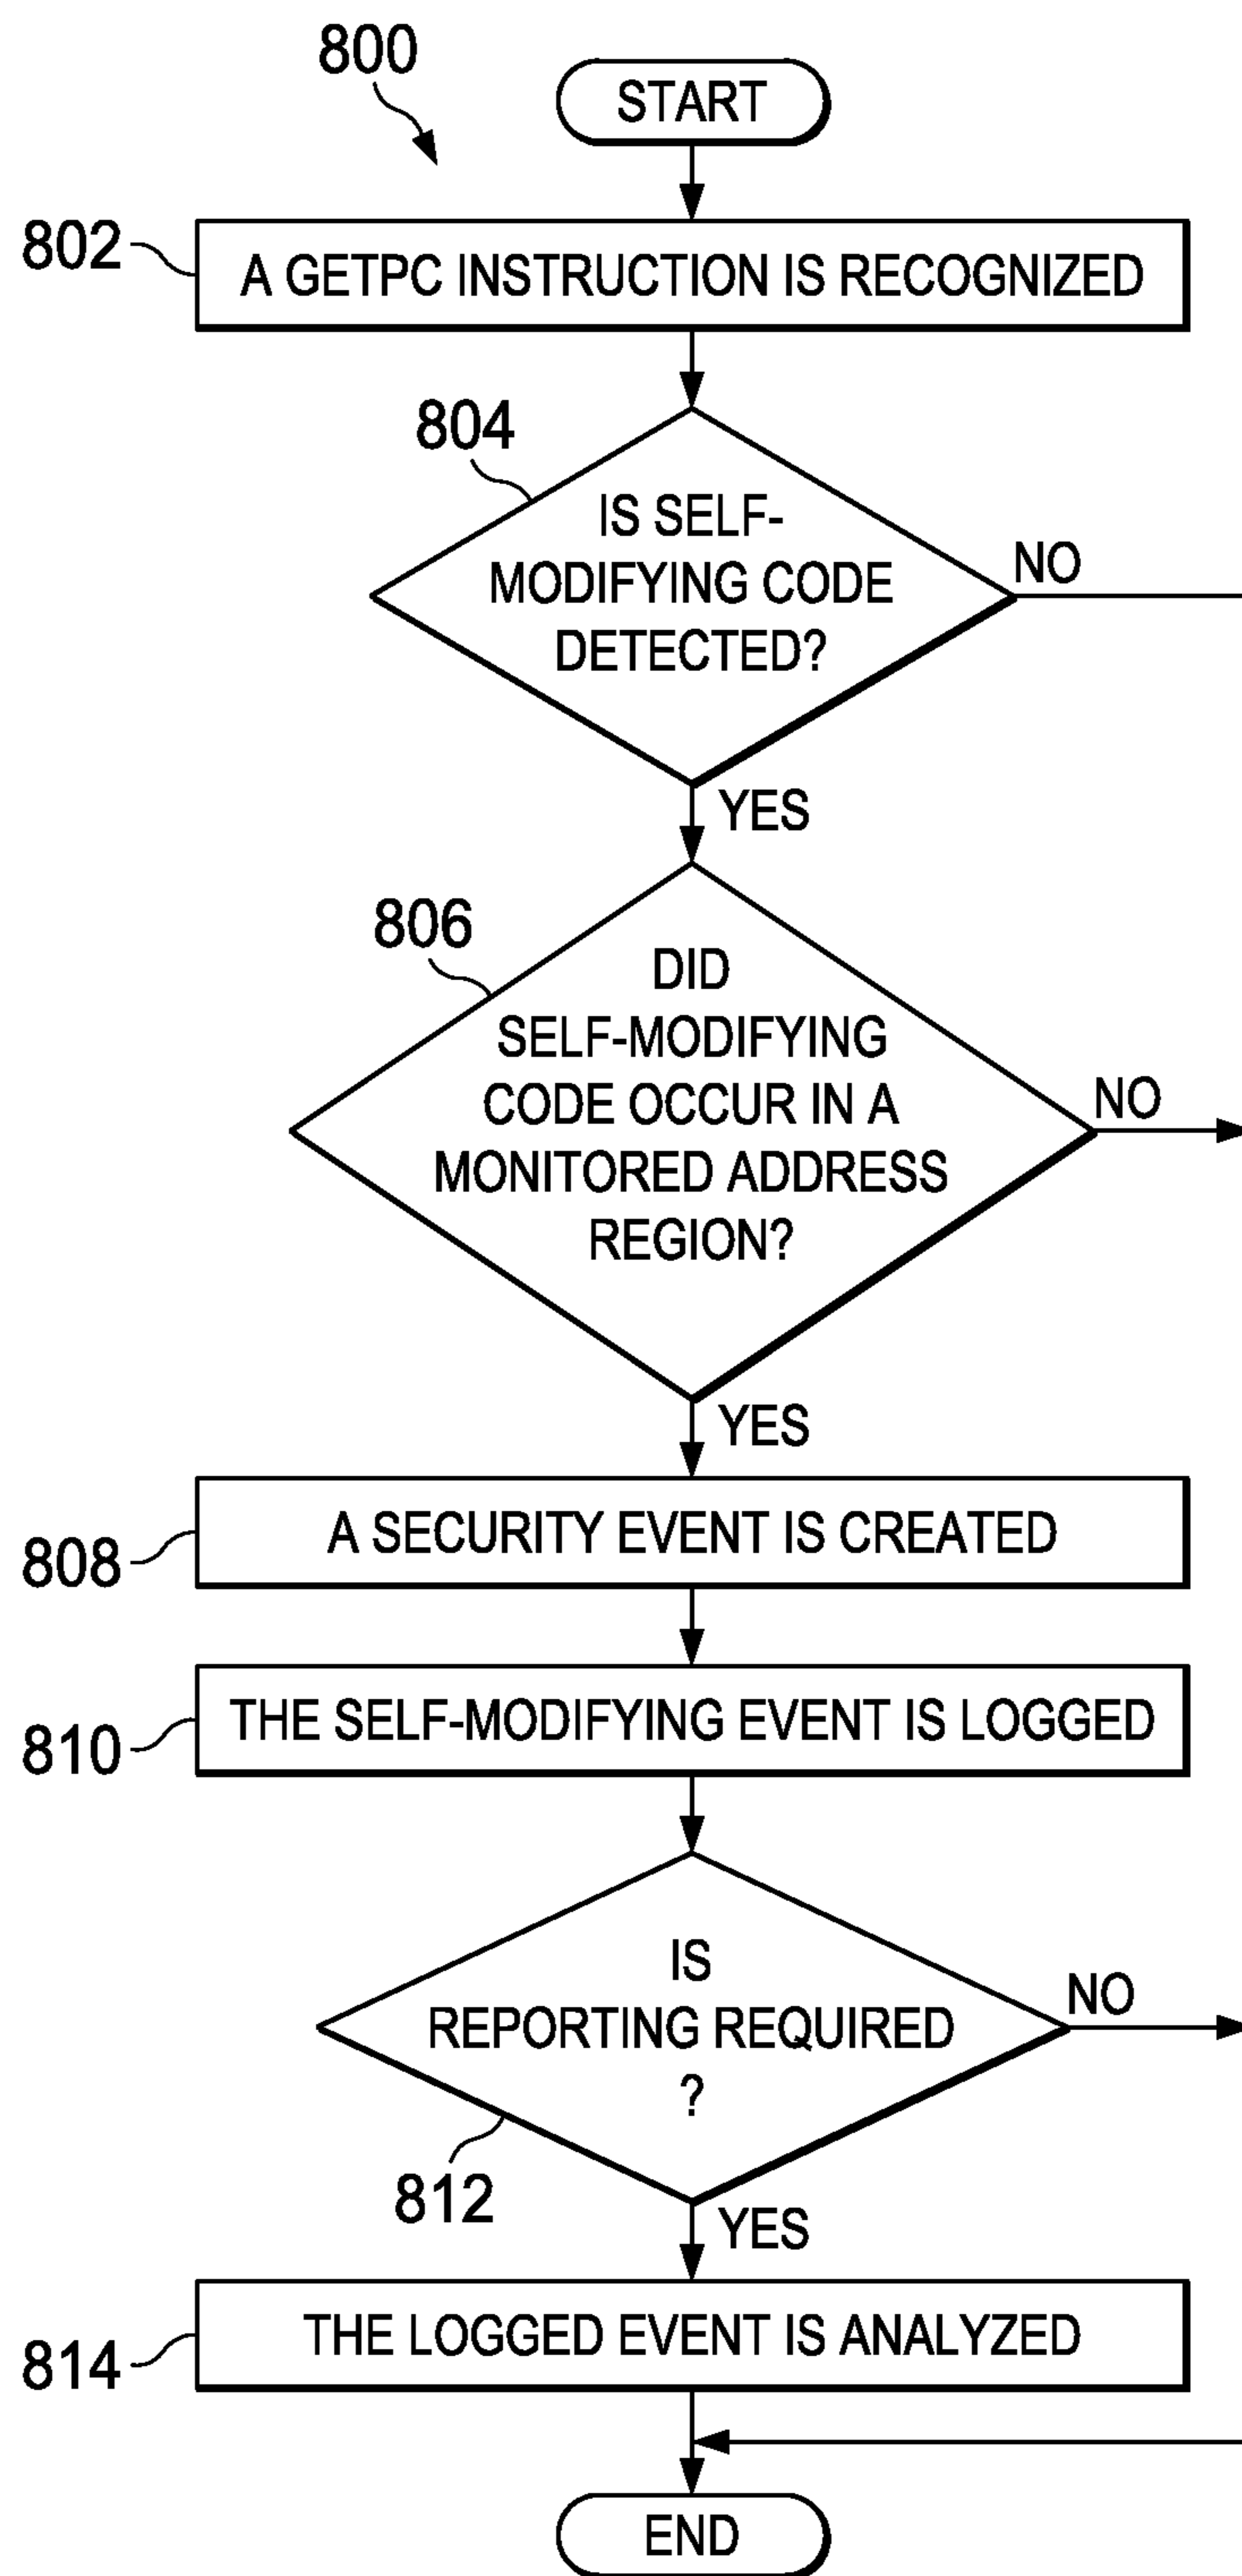 800
START
802
A GETPC INSTRUCTION IS RECOGNIZED
804
IS SELF-
MODIFYING CODE
DETECTED?
NO
YES
806
DID
SELF-MODIFYING
CODE OCCUR IN A
MONITORED ADDRESS
REGION?
NO
YES
808
A SECURITY EVENT IS CREATED
810
THE SELF-MODIFYING EVENT IS LOGGED
IS
REPORTING REQUIRED
?
NO
812
YES
814
THE LOGGED EVENT IS ANALYZED
END